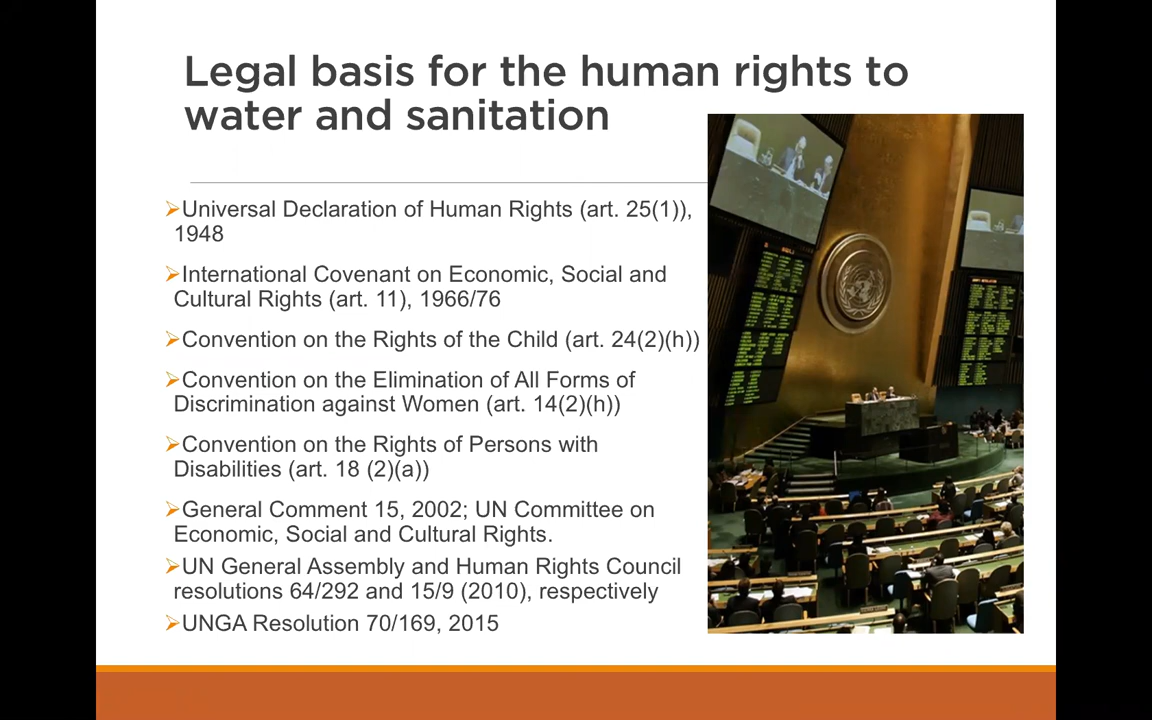 Legal basis for the human rights to
water and sanitation
➢Universal Declaration of Human Rights (art. 25(1)),
1948
➢International Covenant on Economic, Social and
Cultural Rights (art. 11), 1966/76
➢Convention on the Rights of the Child (art. 24(2)(h))
➢Convention on the Elimination of All Forms of
Discrimination against Women (art. 14(2)(h))
➢Convention on the Rights of Persons with
Disabilities (art. 18 (2)(a))
➢General Comment 15, 2002; UN Committee on
Economic, Social and Cultural Rights.
➢UN General Assembly and Human Rights Council
resolutions 64/292 and 15/9 (2010), respectively
➢UNGA Resolution 70/169, 2015